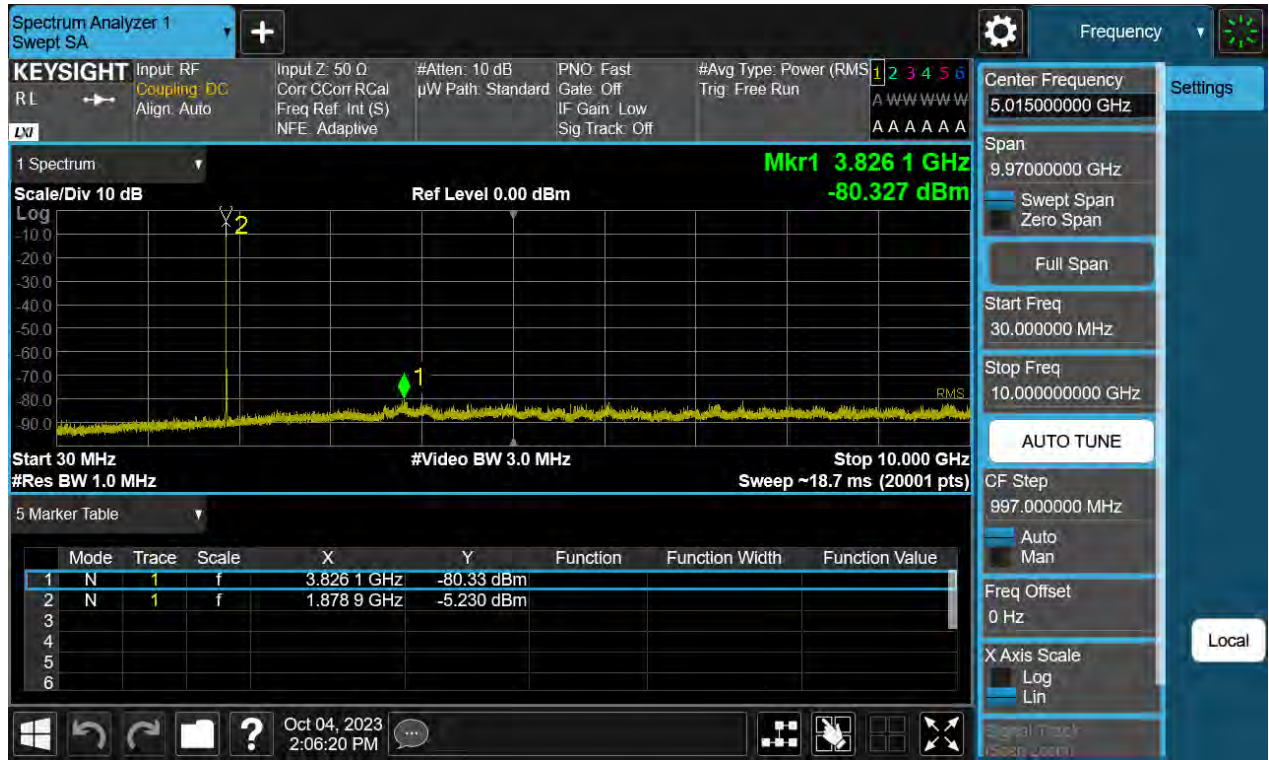 Spectrum Analyzer 1
Swept SA
Frequency
KEYSIGHT
RL
LXI
Input: RF
Coupling: DC
Align: Auto
Input Z: 50 Ω
Corr CCorr RCal
Freq Ref: Int (S)
NFE: Adaptive
#Atten: 10 dB
µW Path: Standard
PNO: Fast
Gate: Off
IF Gain: Low
Sig Track: Off
#Avg Type: Power (RMS
Trig: Free Run
1 2 3 4 5 6
A W W W W W
A A A A A A
1 Spectrum
Scale/Div 10 dB
Ref Level 0.00 dBm
Mkr1 3.826 1 GHz
-80.327 dBm
Log
-10.0
-20.0
-30.0
-40.0
-50.0
-60.0
-70.0
-80.0
-90.0
2
1
RMS
Start 30 MHz
#Video BW 3.0 MHz
Stop 10.000 GHz
#Res BW 1.0 MHz
Sweep ~18.7 ms (20001 pts)
5 Marker Table
Mode Trace Scale X Y Function Function Width Function Value
1 N 1 f 3.826 1 GHz -80.33 dBm
2 N 1 f 1.878 9 GHz -5.230 dBm
3
4
5
6
?
Oct 04, 2023
2:06:20 PM
Center Frequency
5.015000000 GHz
Settings
Span
9.97000000 GHz
Swept Span
Zero Span
Full Span
Start Freq
30.000000 MHz
Stop Freq
10.000000000 GHz
AUTO TUNE
CF Step
997.000000 MHz
Auto
Man
Freq Offset
0 Hz
X Axis Scale
Log
Lin
Local
Signal Track
(Span Zoom)